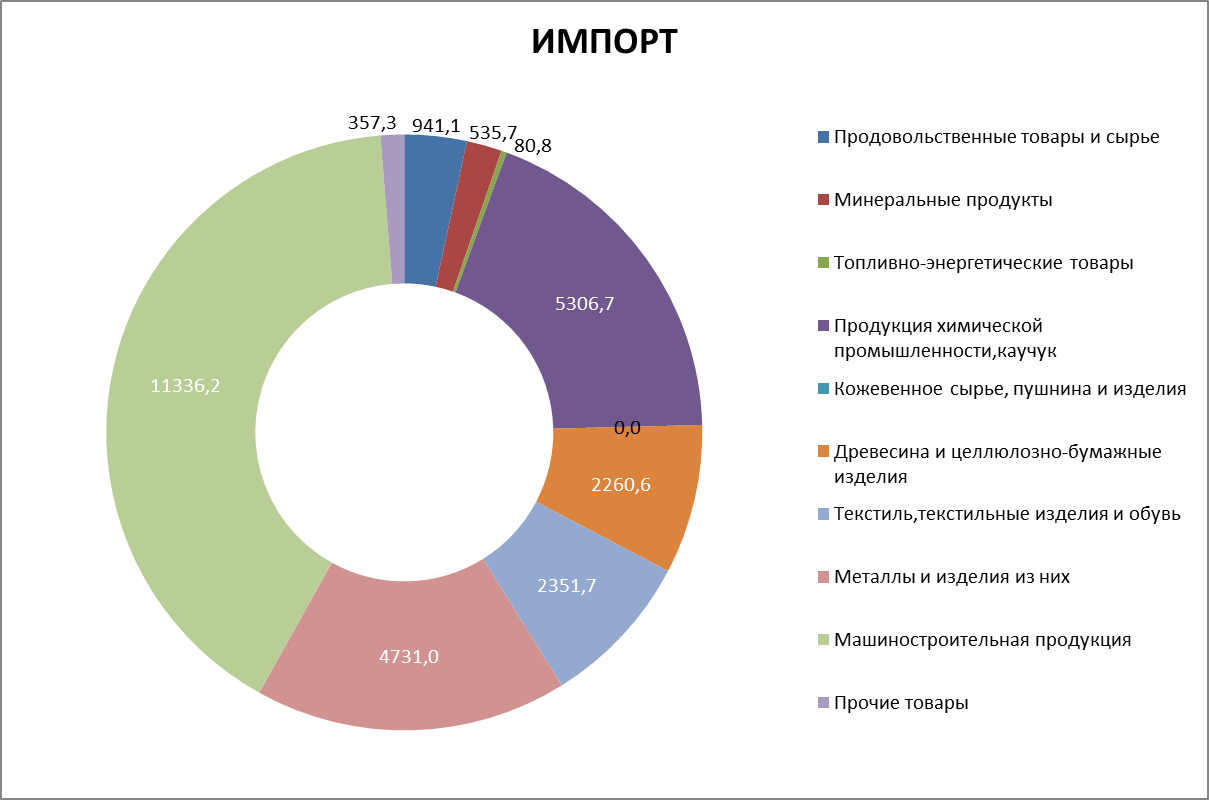 ИМПОРТ
357,3
941,1
535,7
80,8
5306,7
0,0
2260,6
2351,7
4731,0
11336,2
Продовольственные товары и сырье
Минеральные продукты
Топливно-энергетические товары
Продукция химической
промышленности,каучук
Кожевенное сырье, пушнина и изделия
Древесина и целлюлозно-бумажные
изделия
Текстиль,текстильные изделия и обувь
Металлы и изделия из них
Машиностроительная продукция
Прочие товары